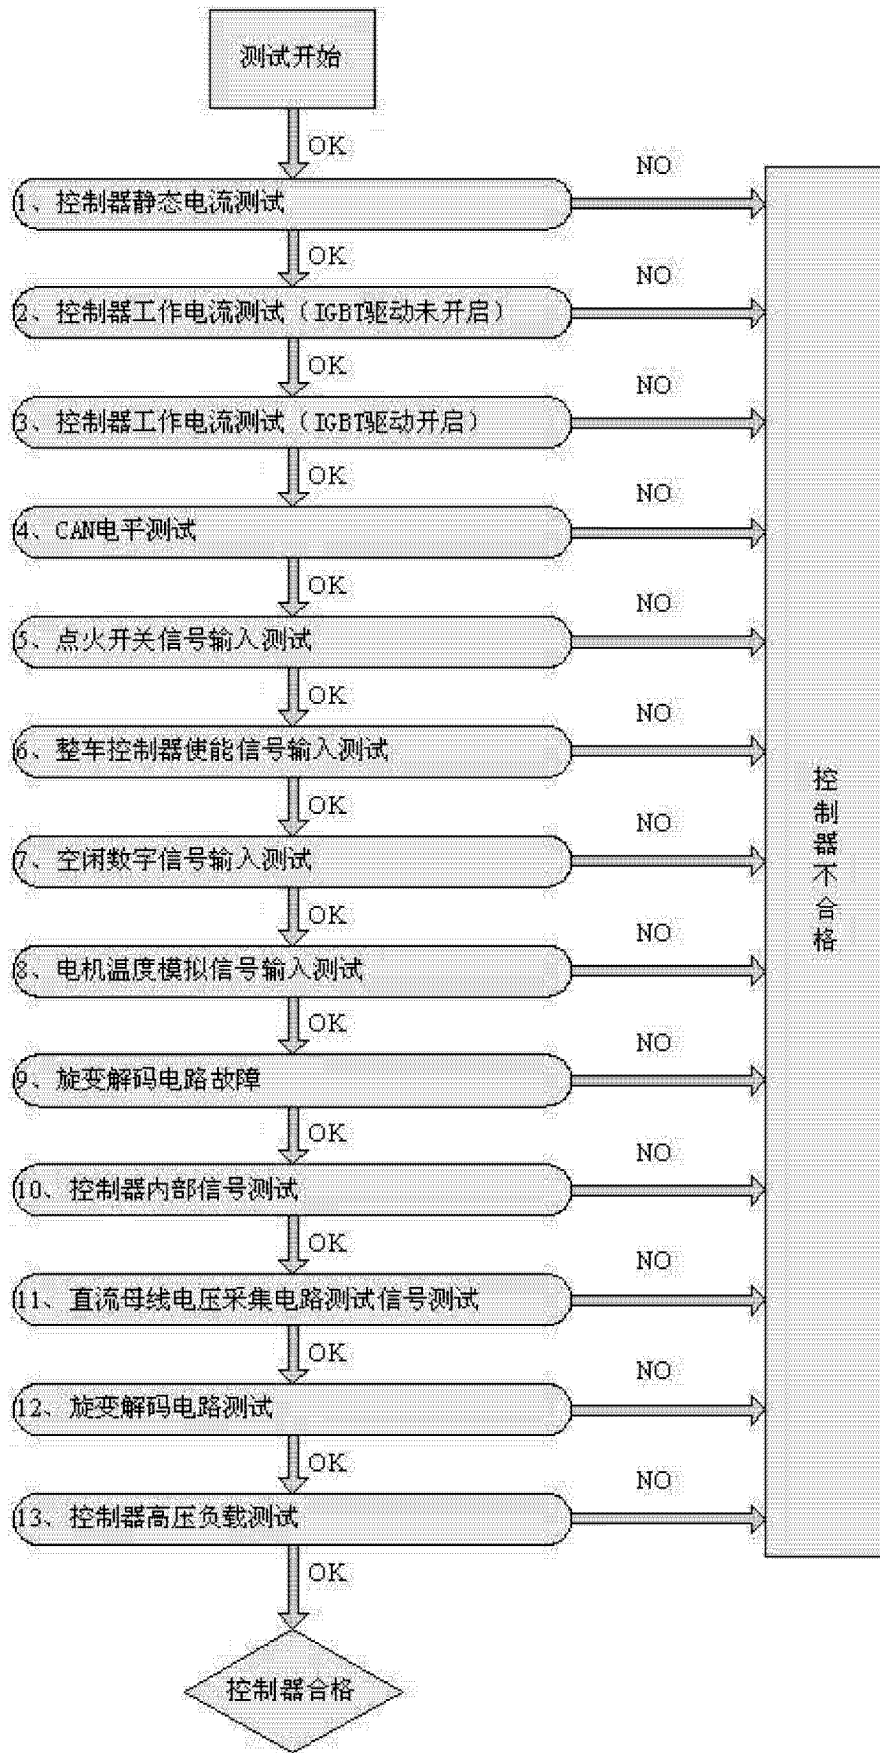 测试开始
OK
NO
1、控制器静态电流测试
OK
NO
2、控制器工作电流测试（IGBT驱动未开启）
OK
NO
3、控制器工作电流测试（IGBT驱动开启）
OK
NO
4、CAN电平测试
OK
NO
5、点火开关信号输入测试
OK
NO
6、整车控制器使能信号输入测试
OK
NO
7、空闲数字信号输入测试
OK
NO
8、电机温度模拟信号输入测试
OK
NO
9、旋变解码电路故障
OK
NO
10、控制器内部信号测试
OK
NO
11、直流母线电压采集电路测试信号测试
OK
NO
12、旋变解码电路测试
OK
NO
13、控制器高压负载测试
OK
控制器合格
控制器不合格